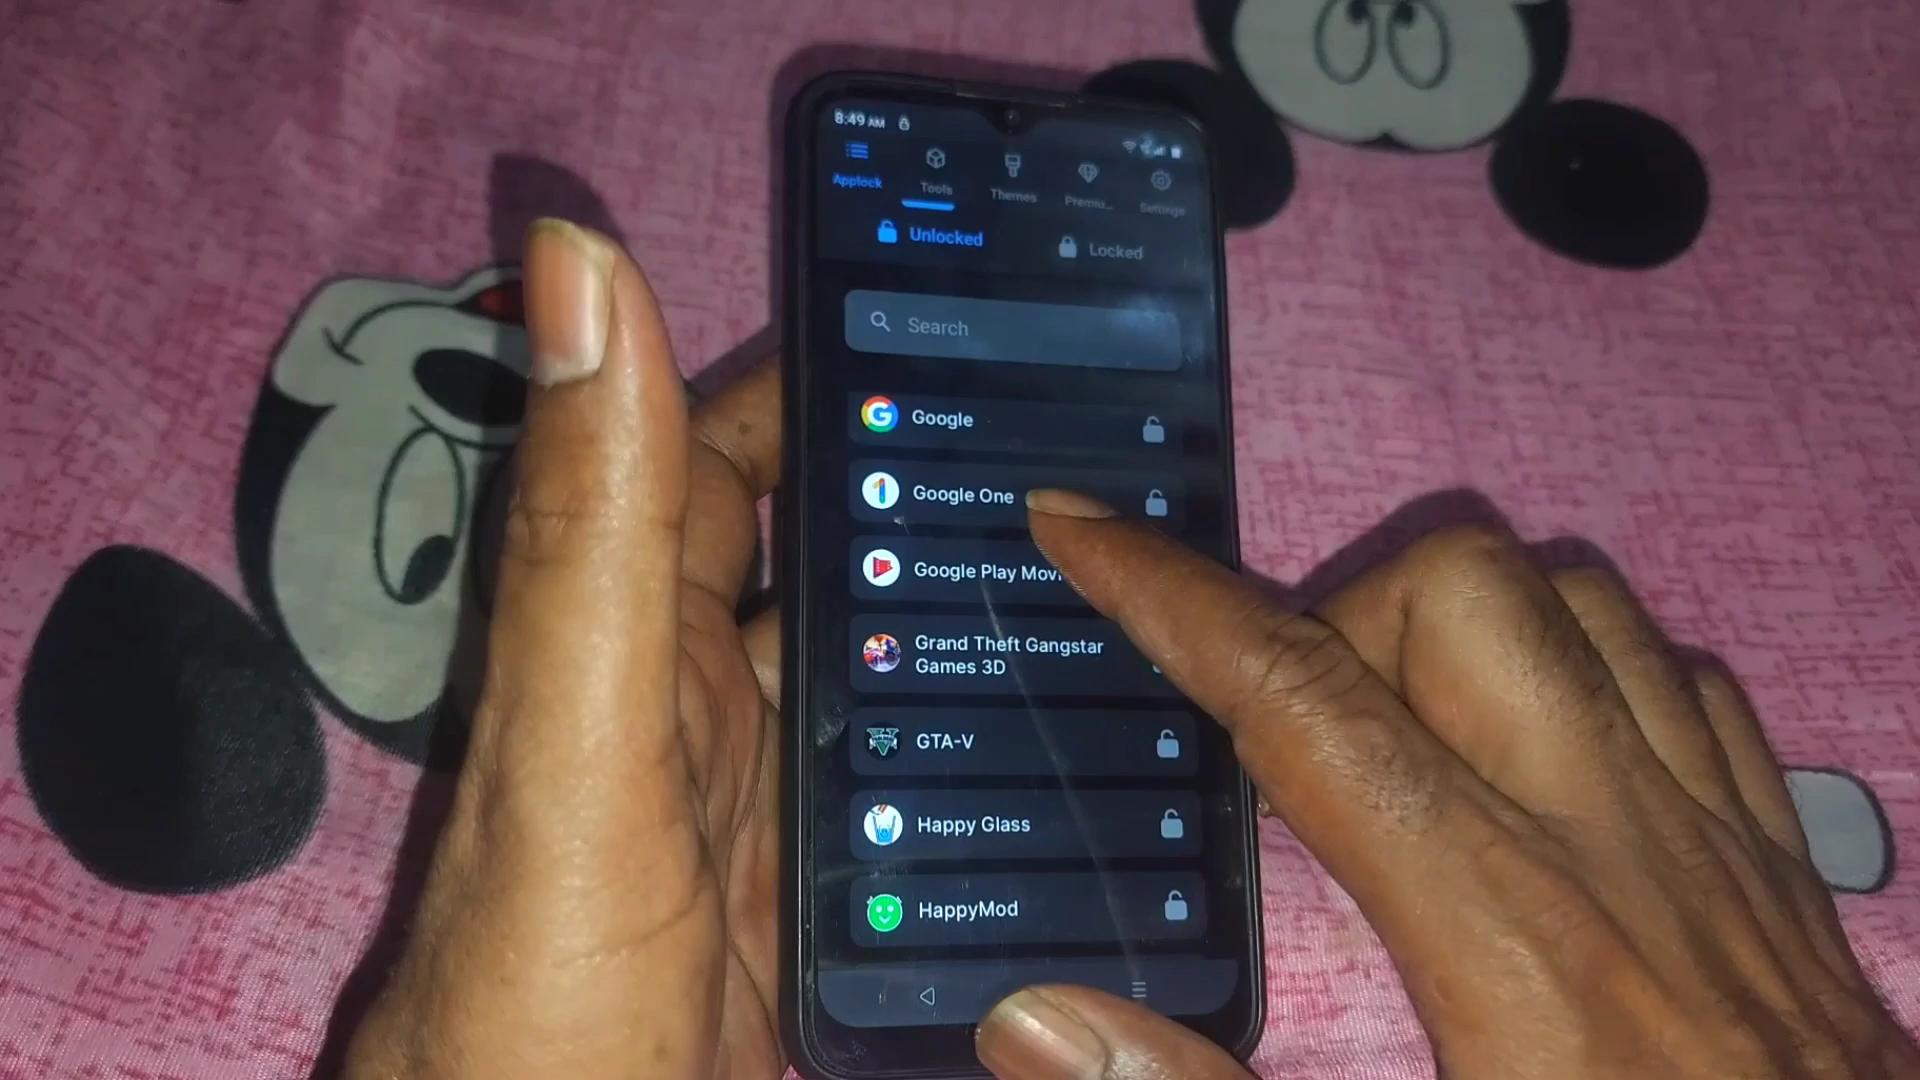 8:49 AM
Applock
Tools
Themes
Premiu...
Settings
Unlocked
Locked
Search
Google
Google One
Google Play Movi
Grand Theft Gangstar
Games 3D
GTA-V
Happy Glass
HappyMod